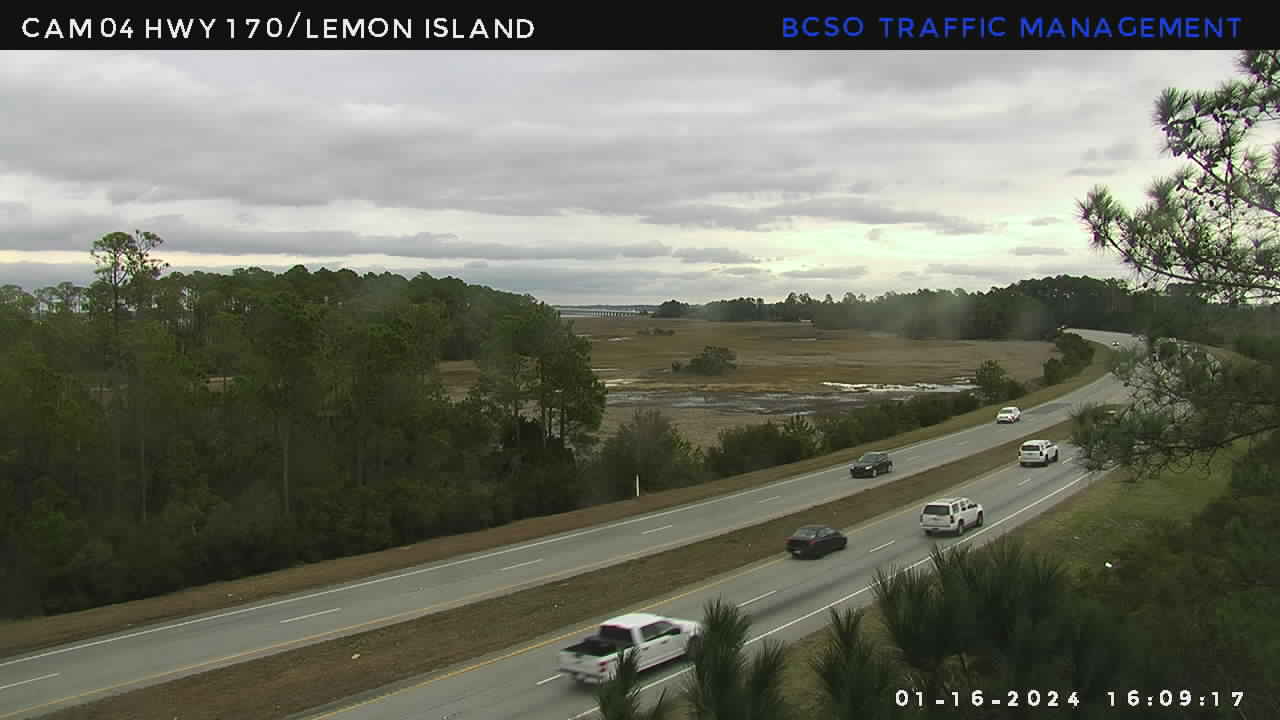 CAM04 HWY 170/LEMON ISLAND
BCSO TRAFFIC MANAGEMENT
01-16-2024 16:09:17